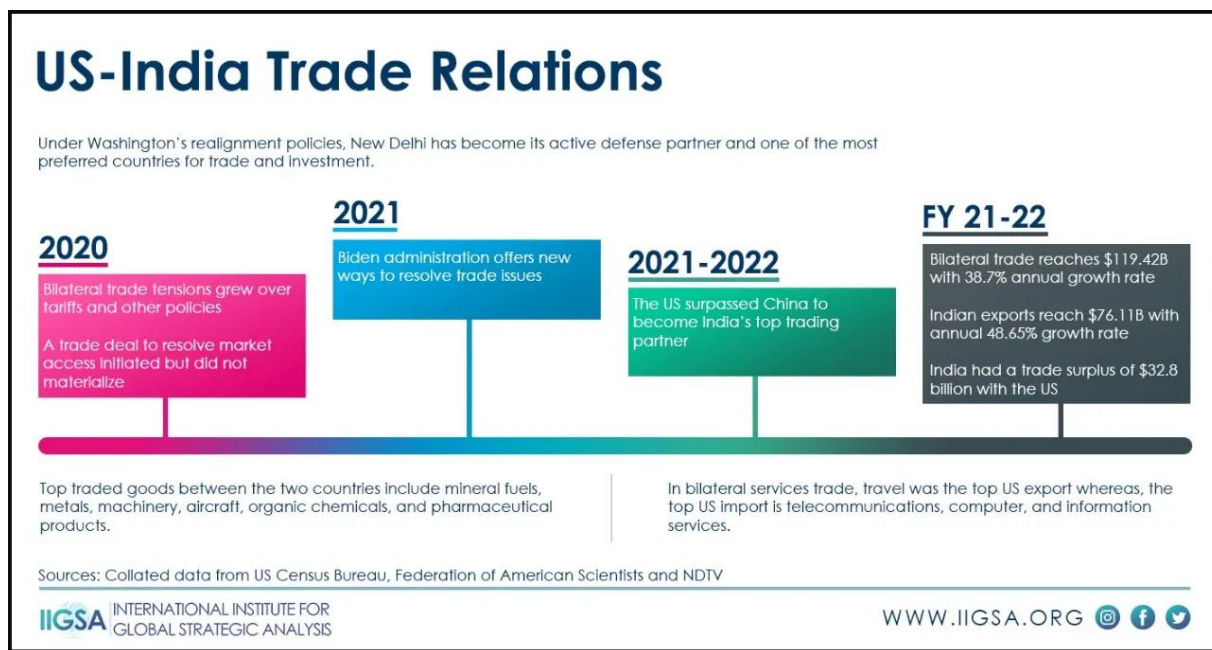 US-India Trade Relations
Under Washington's realignment policies, New Delhi has become its active defense partner and one of the most
preferred countries for trade and investment.
2020
Bilateral trade tensions grew over
tariffs and other policies
A trade deal to resolve market
access initiated but did not
materialize
2021
Biden administration offers new
ways to resolve trade issues
2021-2022
The US surpassed China to
become India's top trading
partner
FY 21-22
Bilateral trade reaches $119.42B
with 38.7% annual growth rate
Indian exports reach $76.11B with
annual 48.65% growth rate
India had a trade surplus of $32.8
billion with the US
Top traded goods between the two countries include mineral fuels,
metals, machinery, aircraft, organic chemicals, and pharmaceutical
products.
In bilateral services trade, travel was the top US export whereas, the
top US import is telecommunications, computer, and information
services.
Sources: Collated data from US Census Bureau, Federation of American Scientists and NDTV
IIGSA
INTERNATIONAL INSTITUTE FOR
GLOBAL STRATEGIC ANALYSIS
WWW.IIGSA.ORG